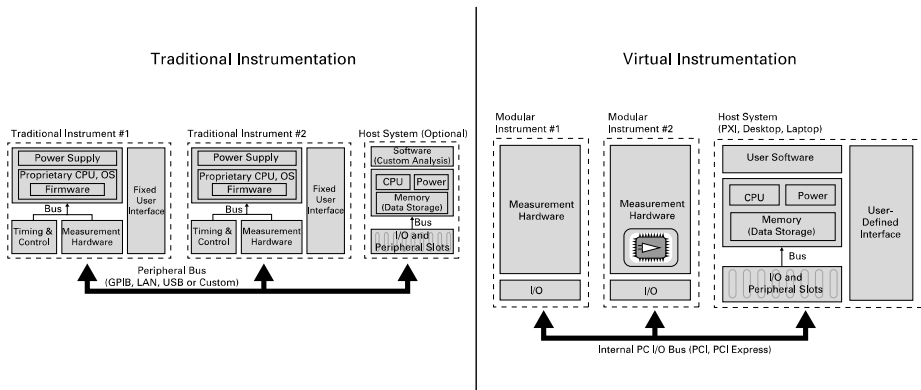 Traditional Instrumentation
Traditional Instrument #1
Power Supply
Proprietary CPU, OS
Firmware
Bus
Timing &
Control
Measurement
Hardware
Fixed
User
Interface
Traditional Instrument #2
Power Supply
Proprietary CPU, OS
Firmware
Bus
Timing &
Control
Measurement
Hardware
Fixed
User
Interface
Host System (Optional)
Software
(Custom Analysis)
CPU
Power
Memory
(Data Storage)
Bus
I/O and
Peripheral Slots
Peripheral Bus
(GPIB, LAN, USB or Custom)
Virtual Instrumentation
Modular
Instrument #1
Measurement
Hardware
I/O
Modular
Instrument #2
Measurement
Hardware
I/O
Host System
(PXI, Desktop, Laptop)
User Software
CPU
Power
Memory
(Data Storage)
Bus
I/O and
Peripheral Slots
User-
Defined
Interface
Internal PC I/O Bus (PCI, PCI Express)